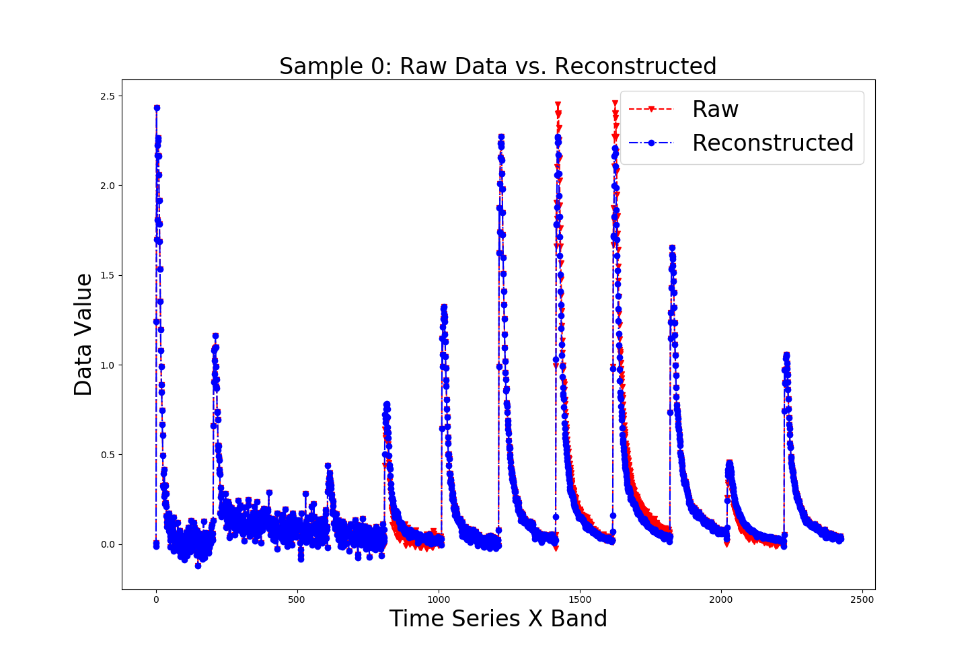 Sample 0: Raw Data vs. Reconstructed
Raw
Reconstructed
Data Value
2.5
2.0
1.5
1.0
0.5
0.0
0
500
1000
1500
2000
2500
Time Series X Band